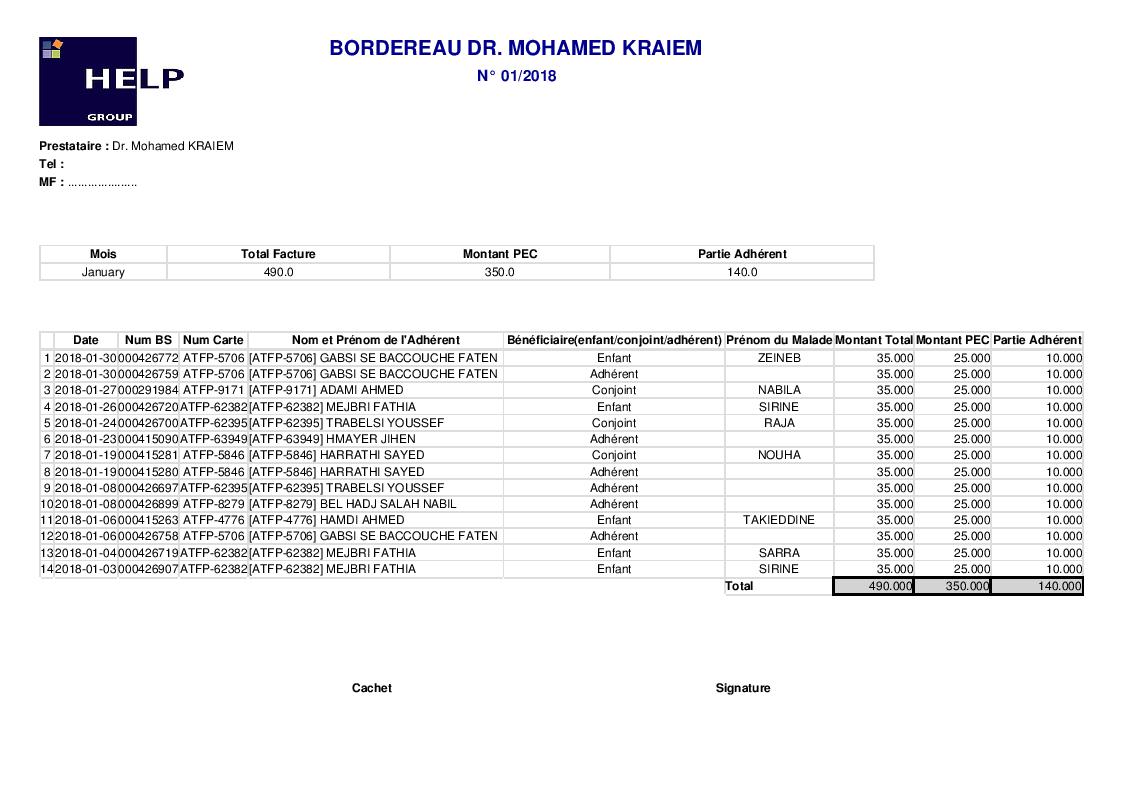 BORDEREAU DR. MOHAMED KRAIEM
N° 01/2018
HELP
GROUP
Prestataire : Dr. Mohamed KRAIEM
Tel :
MF : .....................
Mois Total Facture Montant PEC Partie Adhérent
January 490.0 350.0 140.0
Date Num BS Num Carte Nom et Prénom de l'Adhérent Bénéficiaire(enfant/conjoint/adhérent) Prénom du Malade Montant Total Montant PEC Partie Adhérent
1 2018-01-30 000426772 ATFP-5706 [ATFP-5706] GABSI SE BACCOUCHE FATEN Enfant ZEINEB 35.000 25.000 10.000
2 2018-01-30 000426759 ATFP-5706 [ATFP-5706] GABSI SE BACCOUCHE FATEN Adhérent 35.000 25.000 10.000
3 2018-01-27 000291984 ATFP-9171 [ATFP-9171] ADAMI AHMED Conjoint NABILA 35.000 25.000 10.000
4 2018-01-26 000426720 ATFP-62382 [ATFP-62382] MEJBRI FATHIA Enfant SIRINE 35.000 25.000 10.000
5 2018-01-24 000426700 ATFP-62395 [ATFP-62395] TRABELSI YOUSSEF Conjoint RAJA 35.000 25.000 10.000
6 2018-01-23 000415090 ATFP-63949 [ATFP-63949] HMAYER JIHEN Adhérent 35.000 25.000 10.000
7 2018-01-19 000415281 ATFP-5846 [ATFP-5846] HARRATHI SAYED Conjoint NOUHA 35.000 25.000 10.000
8 2018-01-19 000415280 ATFP-5846 [ATFP-5846] HARRATHI SAYED Adhérent 35.000 25.000 10.000
9 2018-01-08 000426697 ATFP-62395 [ATFP-62395] TRABELSI YOUSSEF Adhérent 35.000 25.000 10.000
10 2018-01-08 000426899 ATFP-8279 [ATFP-8279] BEL HADJ SALAH NABIL Adhérent 35.000 25.000 10.000
11 2018-01-06 000415263 ATFP-4776 [ATFP-4776] HAMDI AHMED Enfant TAKIEDDINE 35.000 25.000 10.000
12 2018-01-06 000426758 ATFP-5706 [ATFP-5706] GABSI SE BACCOUCHE FATEN Adhérent 35.000 25.000 10.000
13 2018-01-04 000426719 ATFP-62382 [ATFP-62382] MEJBRI FATHIA Enfant SARRA 35.000 25.000 10.000
14 2018-01-03 000426907 ATFP-62382 [ATFP-62382] MEJBRI FATHIA Enfant SIRINE 35.000 25.000 10.000
Total 490.000 350.000 140.000
Cachet Signature